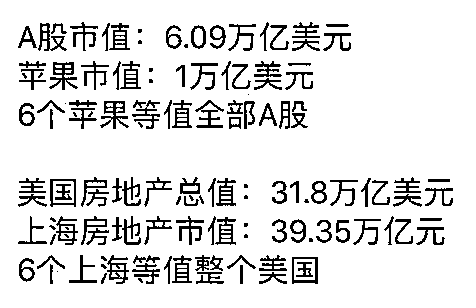 A股市值：6.09万亿美元
苹果市值：1万亿美元
6个苹果等值全部A股
美国房地产总值：31.8万亿美元
上海房地产市值：39.35万亿元
6个上海等值整个美国